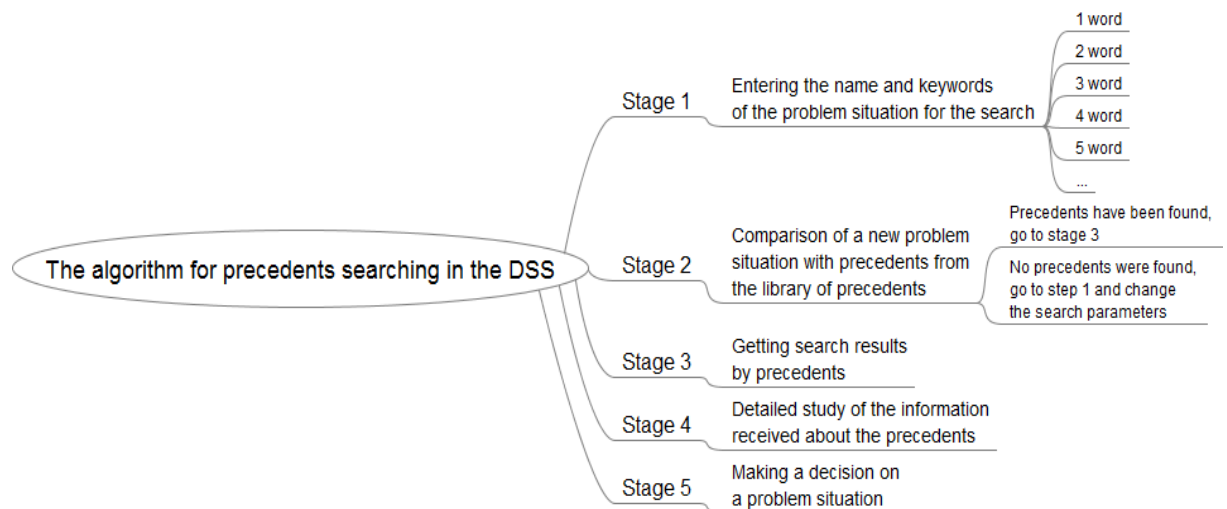 The algorithm for precedents searching in the DSS
Stage 1
Entering the name and keywords
of the problem situation for the search
1 word
2 word
3 word
4 word
5 word
...
Stage 2
Comparison of a new problem
situation with precedents from
the library of precedents
Precedents have been found,
go to stage 3
No precedents were found,
go to step 1 and change
the search parameters
Stage 3
Getting search results
by precedents
Stage 4
Detailed study of the information
received about the precedents
Stage 5
Making a decision on
a problem situation